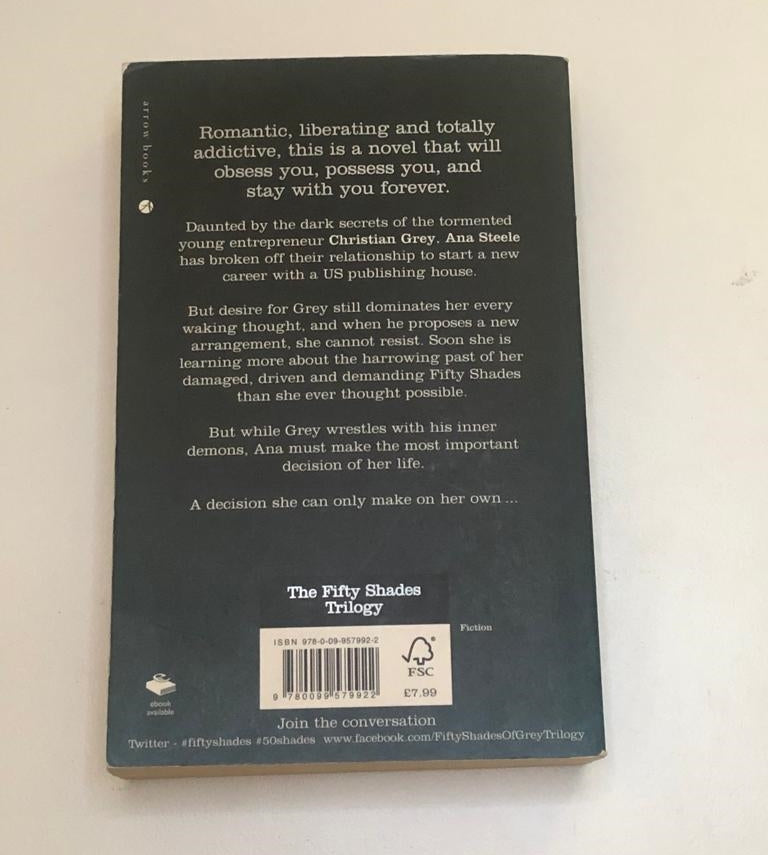 arrow books
Romantic, liberating and totally
addictive, this is a novel that will
obsess you, possess you, and
stay with you forever.
Daunted by the dark secrets of the tormented
young entrepreneur Christian Grey, Ana Steele
has broken off their relationship to start a new
career with a US publishing house.
But desire for Grey still dominates her every
waking thought, and when he proposes a new
arrangement, she cannot resist. Soon she is
learning more about the harrowing past of her
damaged, driven and demanding Fifty Shades
than she ever thought possible.
But while Grey wrestles with his inner
demons, Ana must make the most important
decision of her life.
A decision she can only make on her own ...
The Fifty Shades
Trilogy
Fiction
ISBN 978-0-09-957992-2
FSC
£7.99
9 780099 579922
ebook
available
Join the conversation
Twitter - #fiftyshades #50shades www.facebook.com/FiftyShadesOfGreyTrilogy